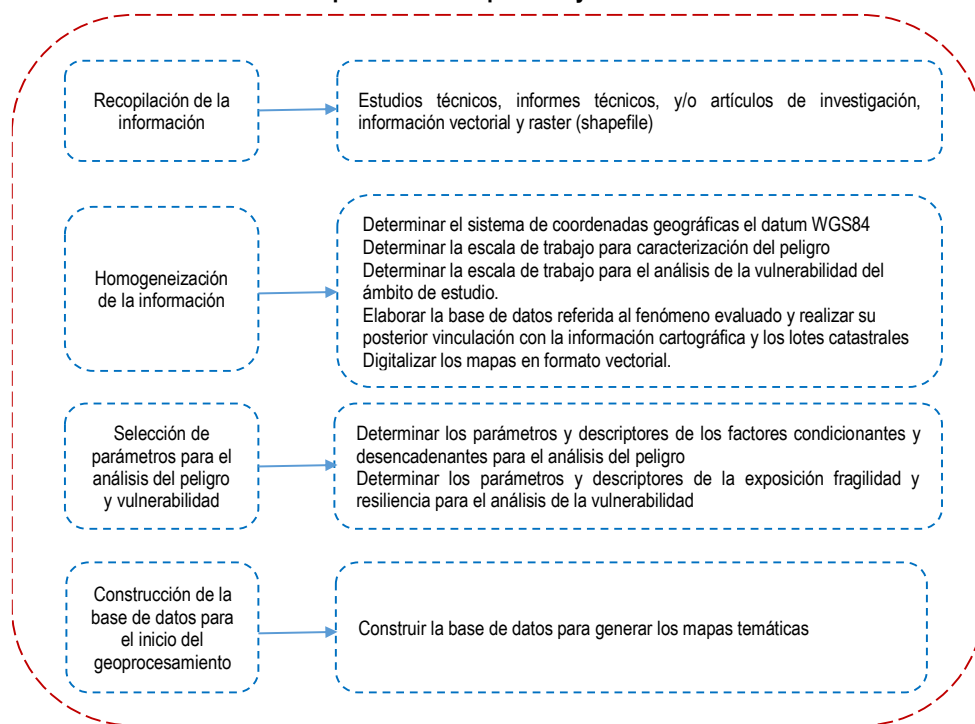 Recopilación de la
información
Estudios técnicos, informes técnicos, y/o artículos de investigación,
información vectorial y raster (shapefile)
Homogeneización
de la información
Determinar el sistema de coordenadas geográficas el datum WGS84
Determinar la escala de trabajo para caracterización del peligro
Determinar la escala de trabajo para el análisis de la vulnerabilidad del
ámbito de estudio.
Elaborar la base de datos referida al fenómeno evaluado y realizar su
posterior vinculación con la información cartográfica y los lotes catastrales
Digitalizar los mapas en formato vectorial.
Selección de
parámetros para el
análisis del peligro
y vulnerabilidad
Determinar los parámetros y descriptores de los factores condicionantes y
desencadenantes para el análisis del peligro
Determinar los parámetros y descriptores de la exposición fragilidad y
resiliencia para el análisis de la vulnerabilidad
Construcción de la
base de datos para
el inicio del
geoprocesamiento
Construir la base de datos para generar los mapas temáticas